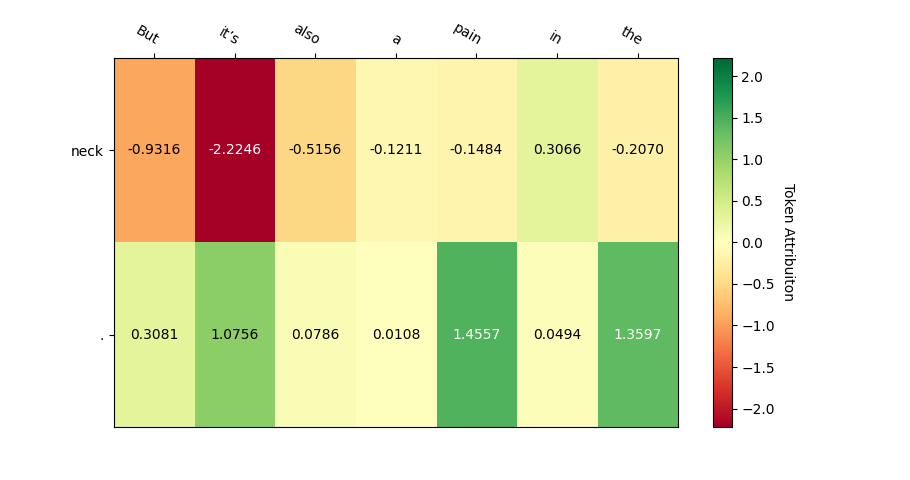 But it's also a pain in the
neck -0.9316 -2.2246 -0.5156 -0.1211 -0.1484 0.3066 -0.2070
. 0.3081 1.0756 0.0786 0.0108 1.4557 0.0494 1.3597
2.0
1.5
1.0
0.5
0.0
−0.5
−1.0
−1.5
−2.0
Token Attribuiton